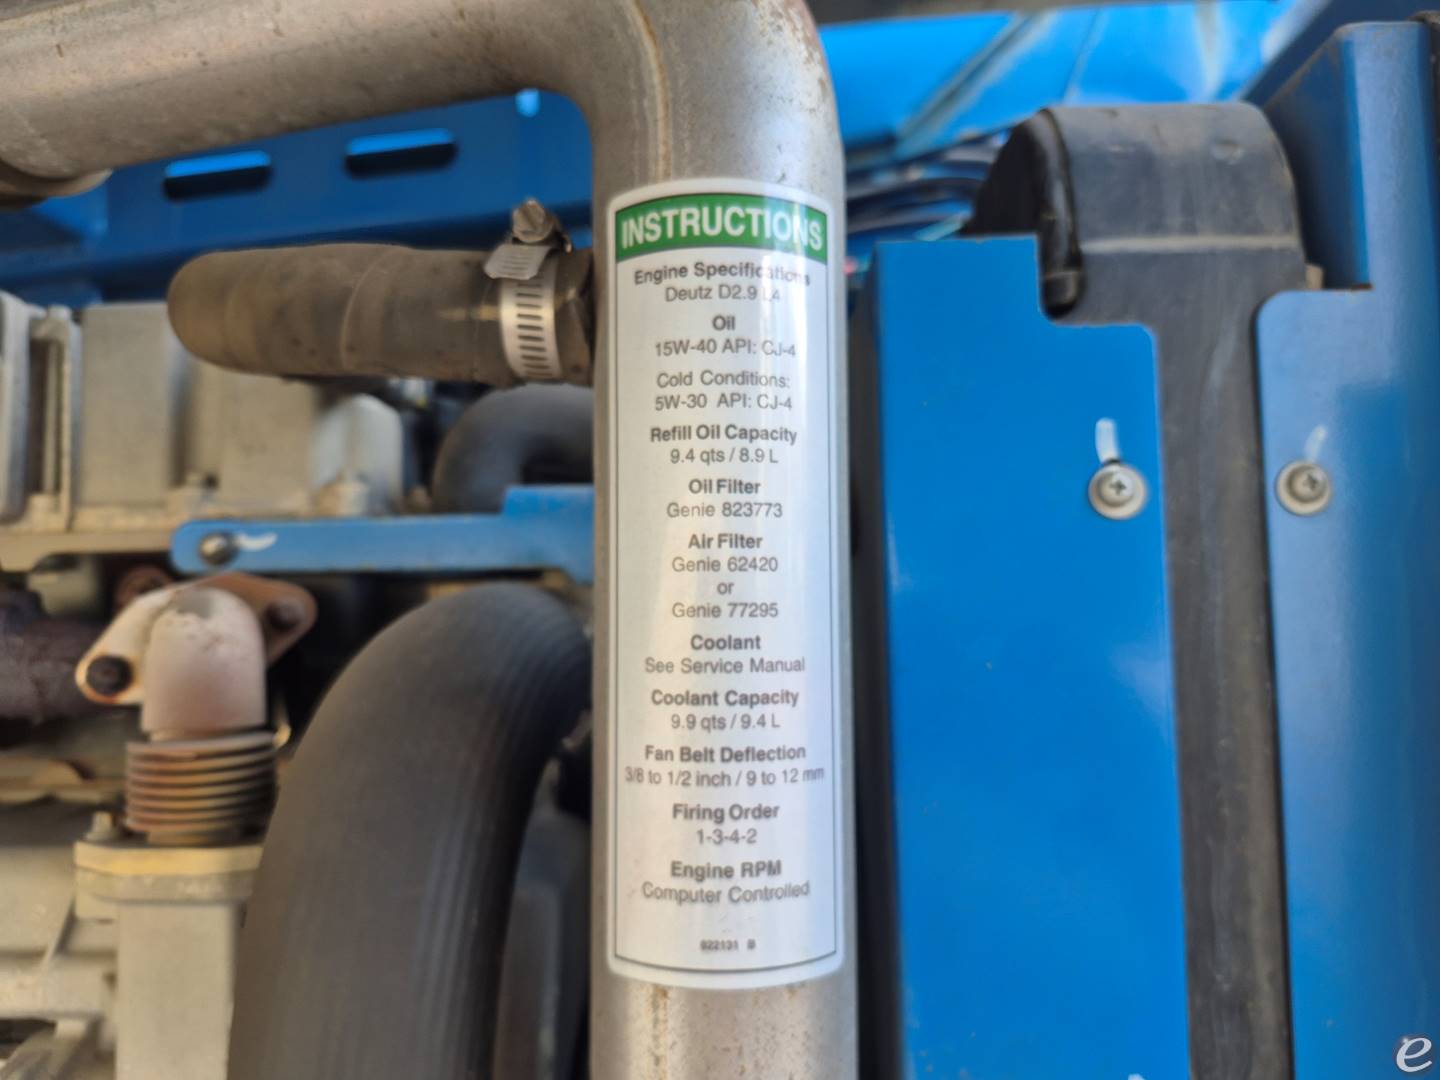 INSTRUCTIONS
Engine Specifications
Deutz D2.9 L4
Oil
15W-40 API: CJ-4
Cold Conditions:
5W-30 API: CJ-4
Refill Oil Capacity
9.4 qts / 8.9 L
Oil Filter
Genie 823773
Air Filter
Genie 62420
or
Genie 77295
Coolant
See Service Manual
Coolant Capacity
9.9 qts / 9.4 L
Fan Belt Deflection
3/8 to 1/2 inch / 9 to 12 mm
Firing Order
1-3-4-2
Engine RPM
Computer Controlled
822131 B
e